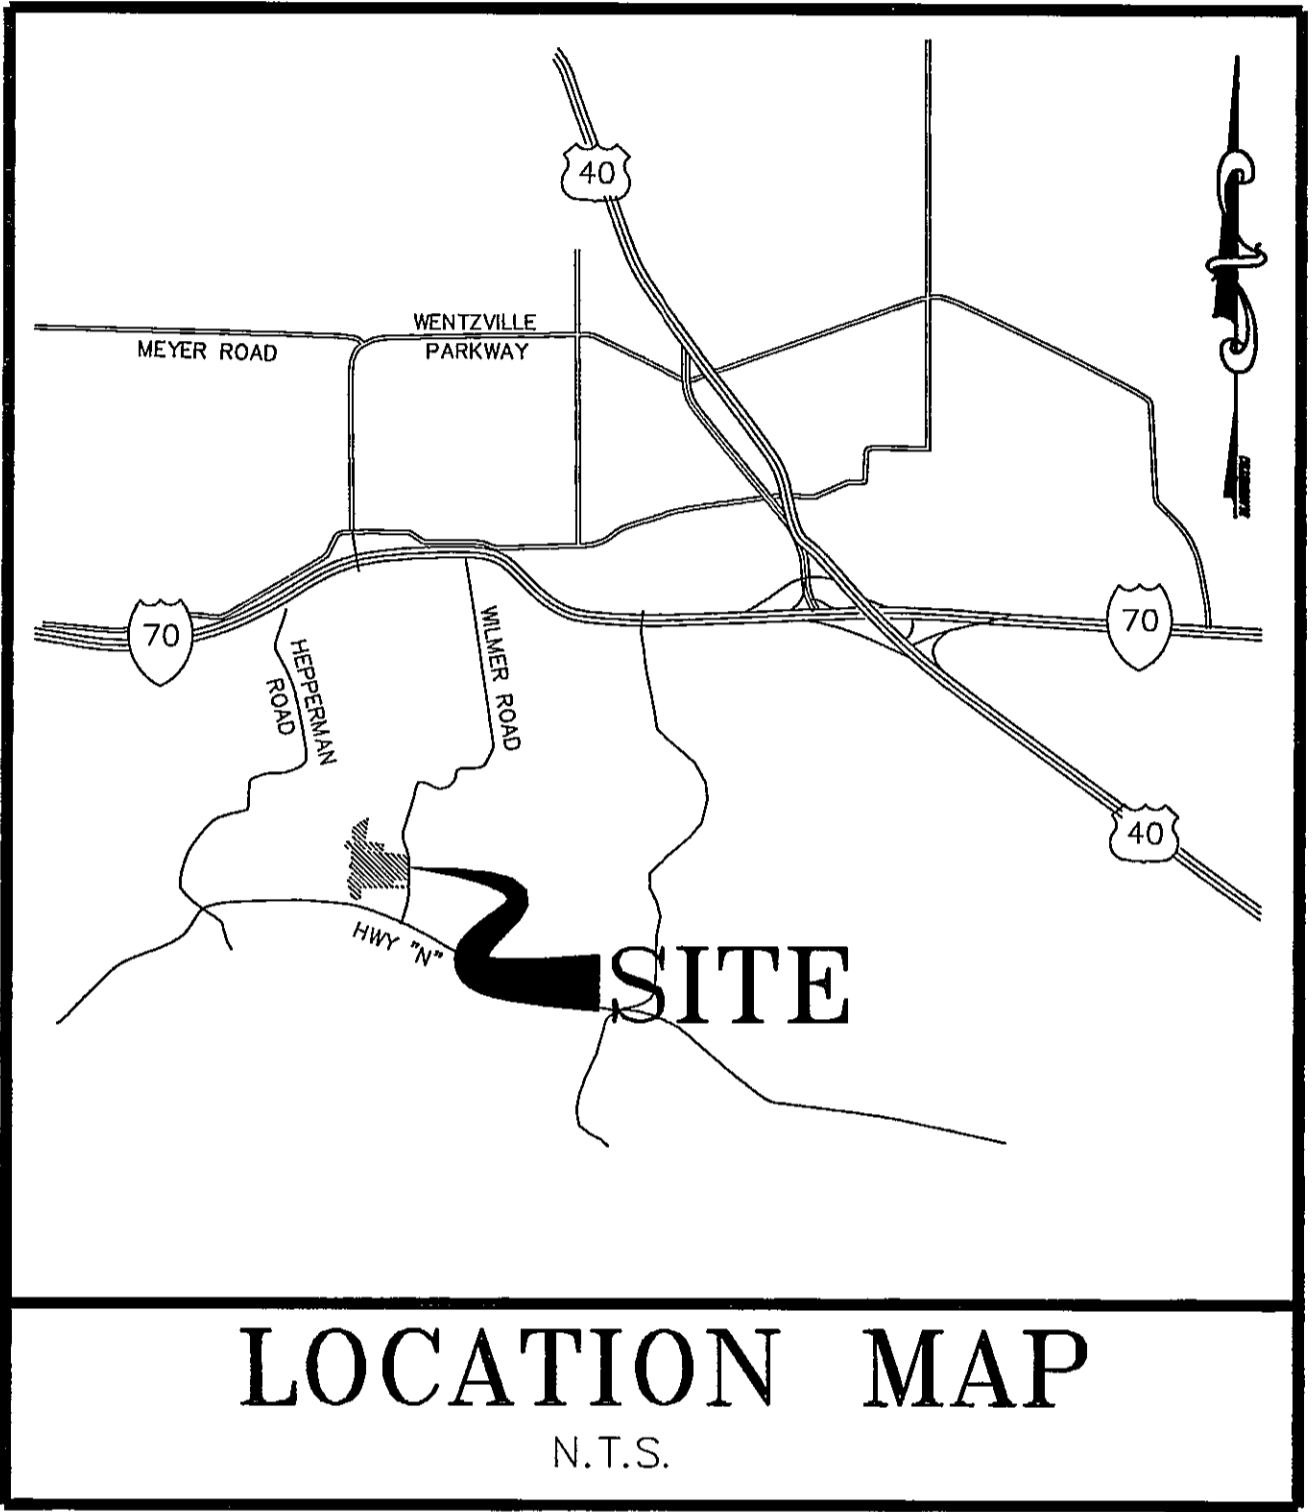 40
WENTZVILLE
PARKWAY
MEYER ROAD
70
70
HEPPERMAN
ROAD
WILMER ROAD
40
HWY "N"
SITE
LOCATION MAP
N.T.S.